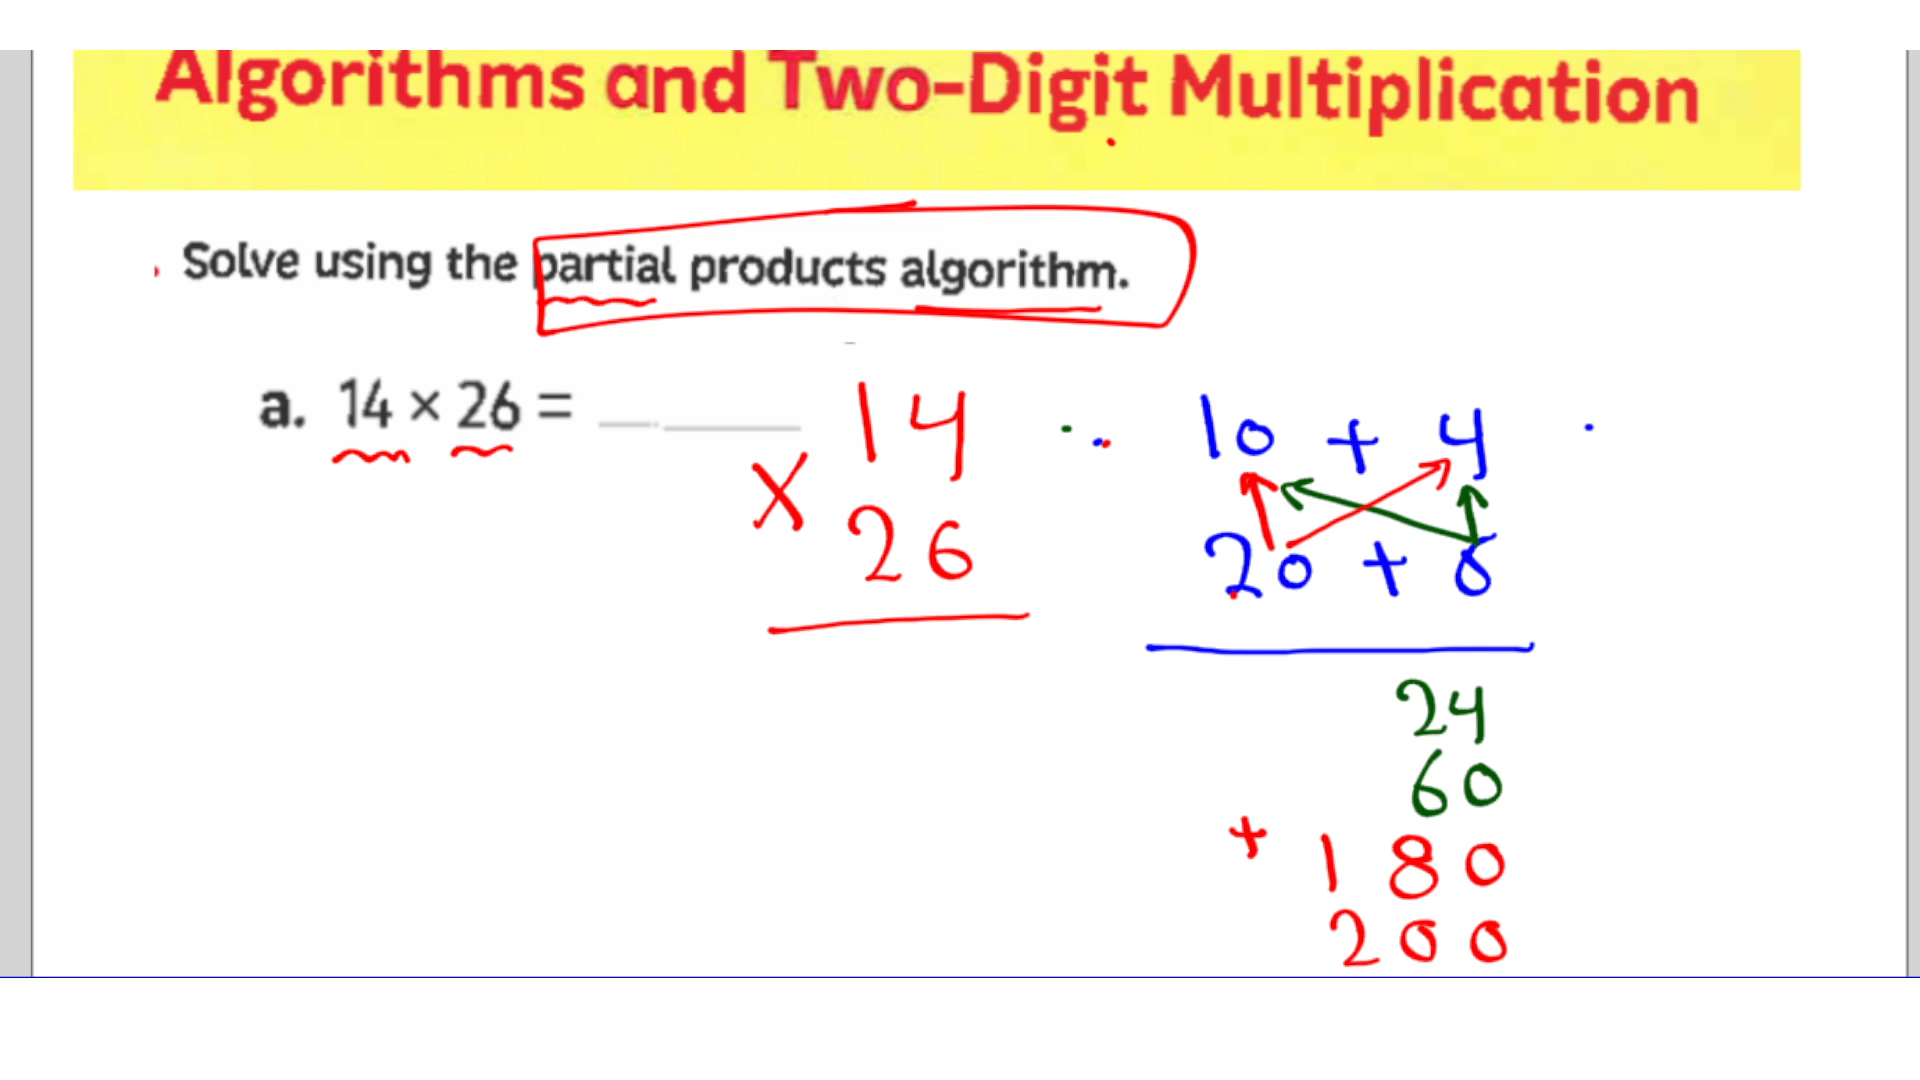 Algorithms and Two-Digit Multiplication
Solve using the partial products algorithm.
a. 14 × 26 =
14
× 26
10 + 4
20 + 6
24
60
+ 180
200